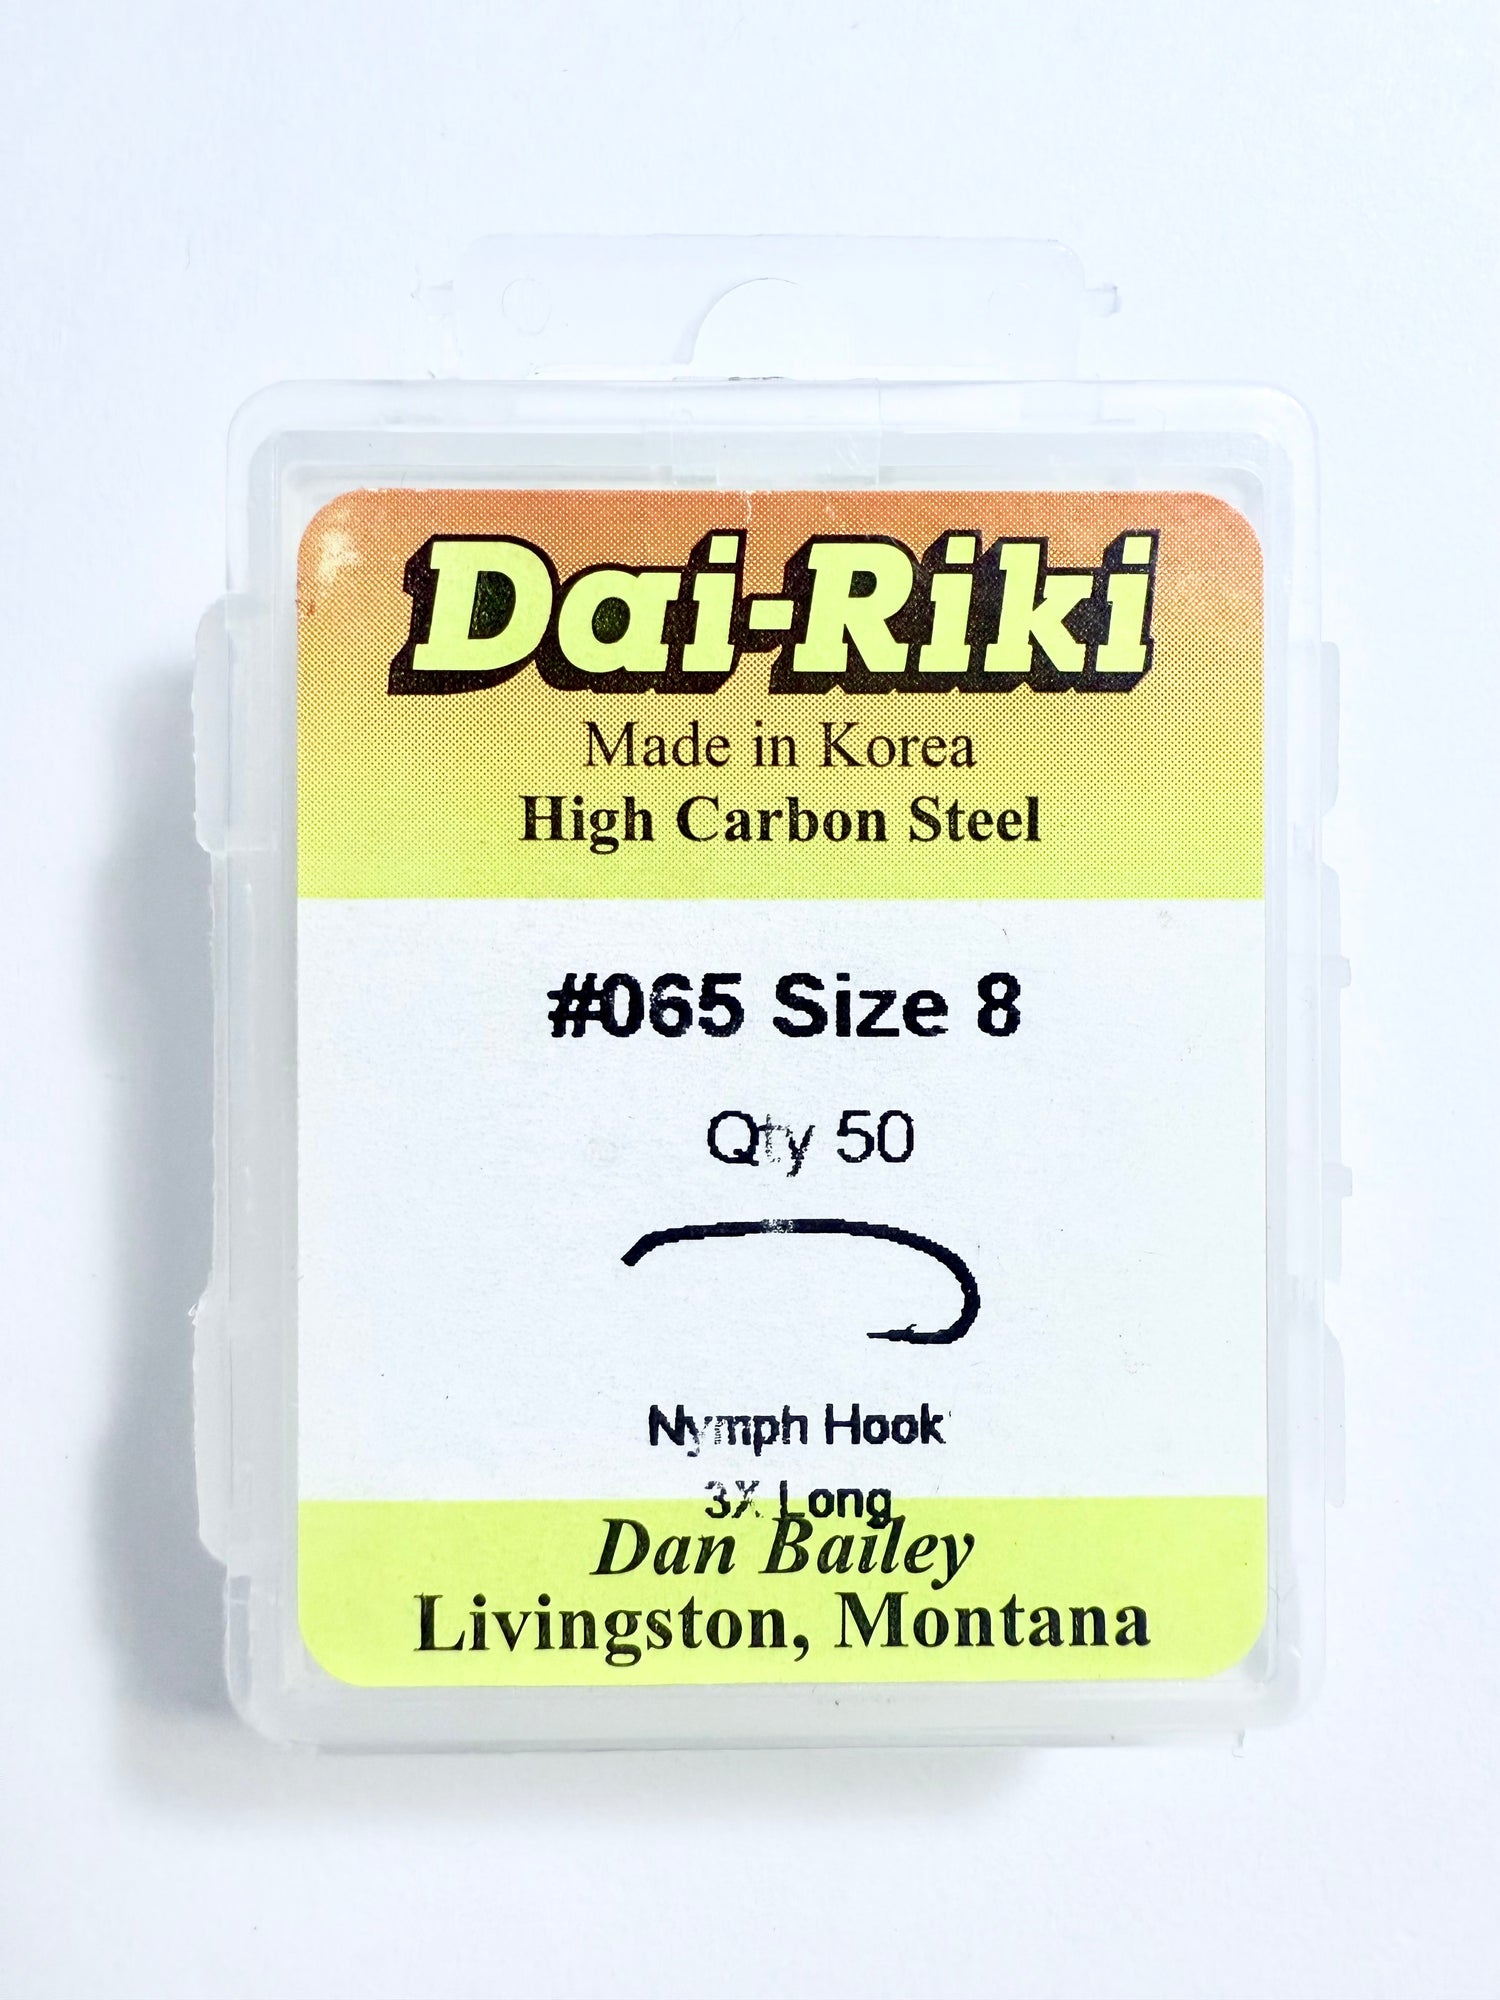 Dai-Riki
Made in Korea
High Carbon Steel
#065 Size 8
Qty 50
Nymph Hook
3X Long
Dan Bailey
Livingston, Montana